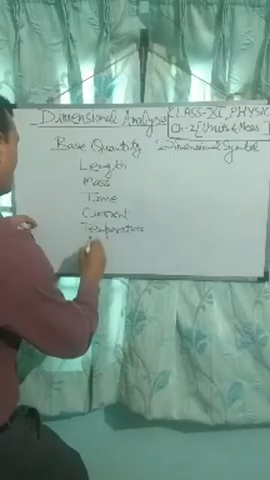 Dimensional Analysis
CLASS-XI, PHYSIC
Ch-2/ Units & Meas
Base Quantity Dimensional Symbol
Length
Mass
Time
Current
Temperature